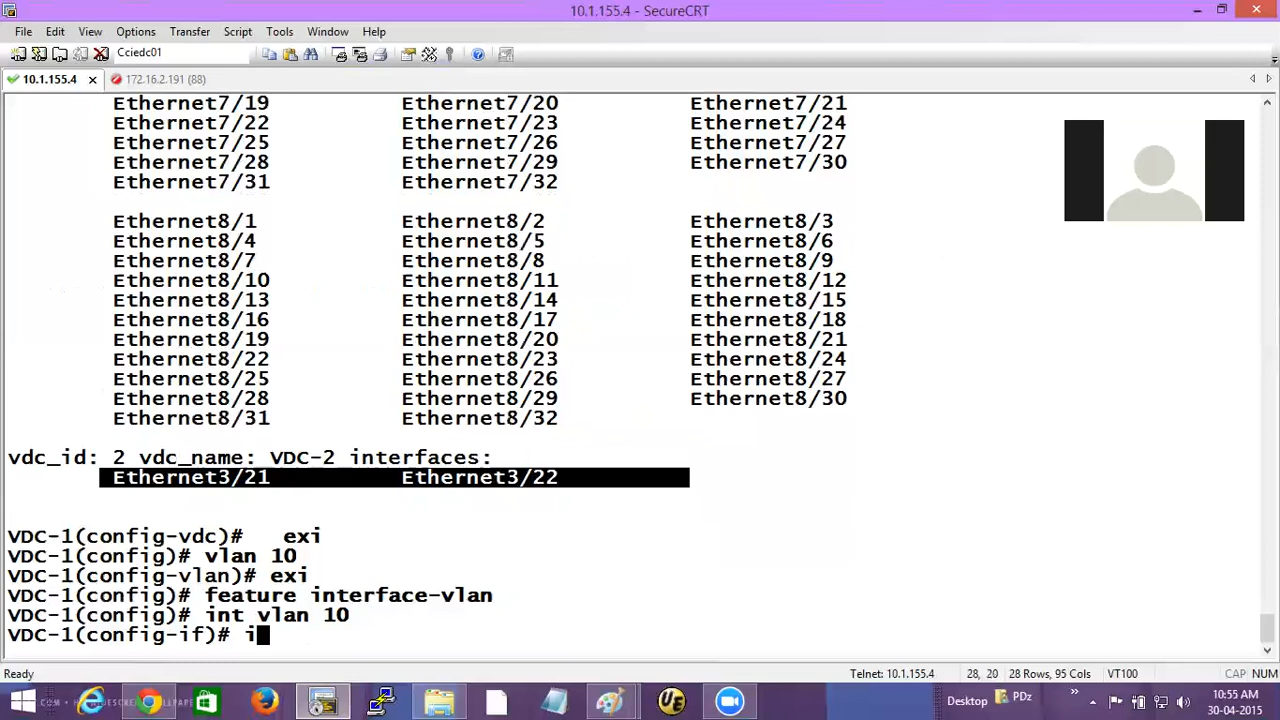 10.1.155.4 - SecureCRT
File Edit View Options Transfer Script Tools Window Help
Cciedc01
10.1.155.4 172.16.2.191 (88)
Ethernet7/19 Ethernet7/20 Ethernet7/21
Ethernet7/22 Ethernet7/23 Ethernet7/24
Ethernet7/25 Ethernet7/26 Ethernet7/27
Ethernet7/28 Ethernet7/29 Ethernet7/30
Ethernet7/31 Ethernet7/32
Ethernet8/1 Ethernet8/2 Ethernet8/3
Ethernet8/4 Ethernet8/5 Ethernet8/6
Ethernet8/7 Ethernet8/8 Ethernet8/9
Ethernet8/10 Ethernet8/11 Ethernet8/12
Ethernet8/13 Ethernet8/14 Ethernet8/15
Ethernet8/16 Ethernet8/17 Ethernet8/18
Ethernet8/19 Ethernet8/20 Ethernet8/21
Ethernet8/22 Ethernet8/23 Ethernet8/24
Ethernet8/25 Ethernet8/26 Ethernet8/27
Ethernet8/28 Ethernet8/29 Ethernet8/30
Ethernet8/31 Ethernet8/32
vdc_id: 2 vdc_name: VDC-2 interfaces:
Ethernet3/21 Ethernet3/22
VDC-1(config-vdc)# exi
VDC-1(config)# vlan 10
VDC-1(config-vlan)# exi
VDC-1(config)# feature interface-vlan
VDC-1(config)# int vlan 10
VDC-1(config-if)# i
Ready Telnet: 10.1.155.4 28, 20 28 Rows, 95 Cols VT100 CAP NUM
Desktop PDz 10:55 AM
30-04-2015